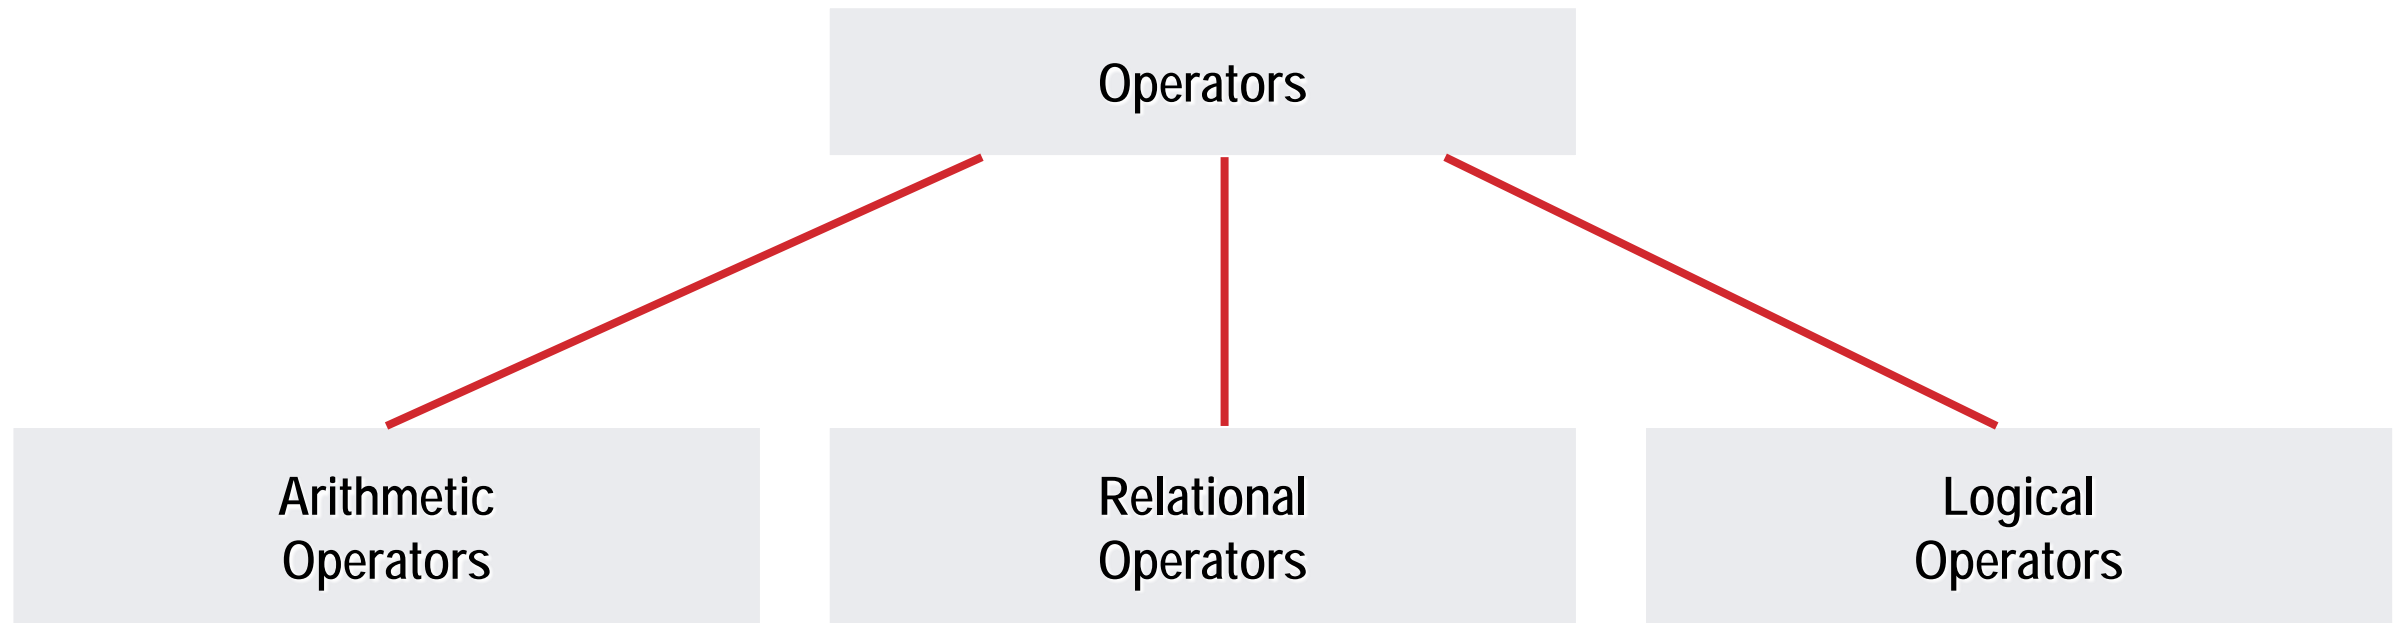 Operators
Arithmetic
Operators
Relational
Operators
Logical
Operators